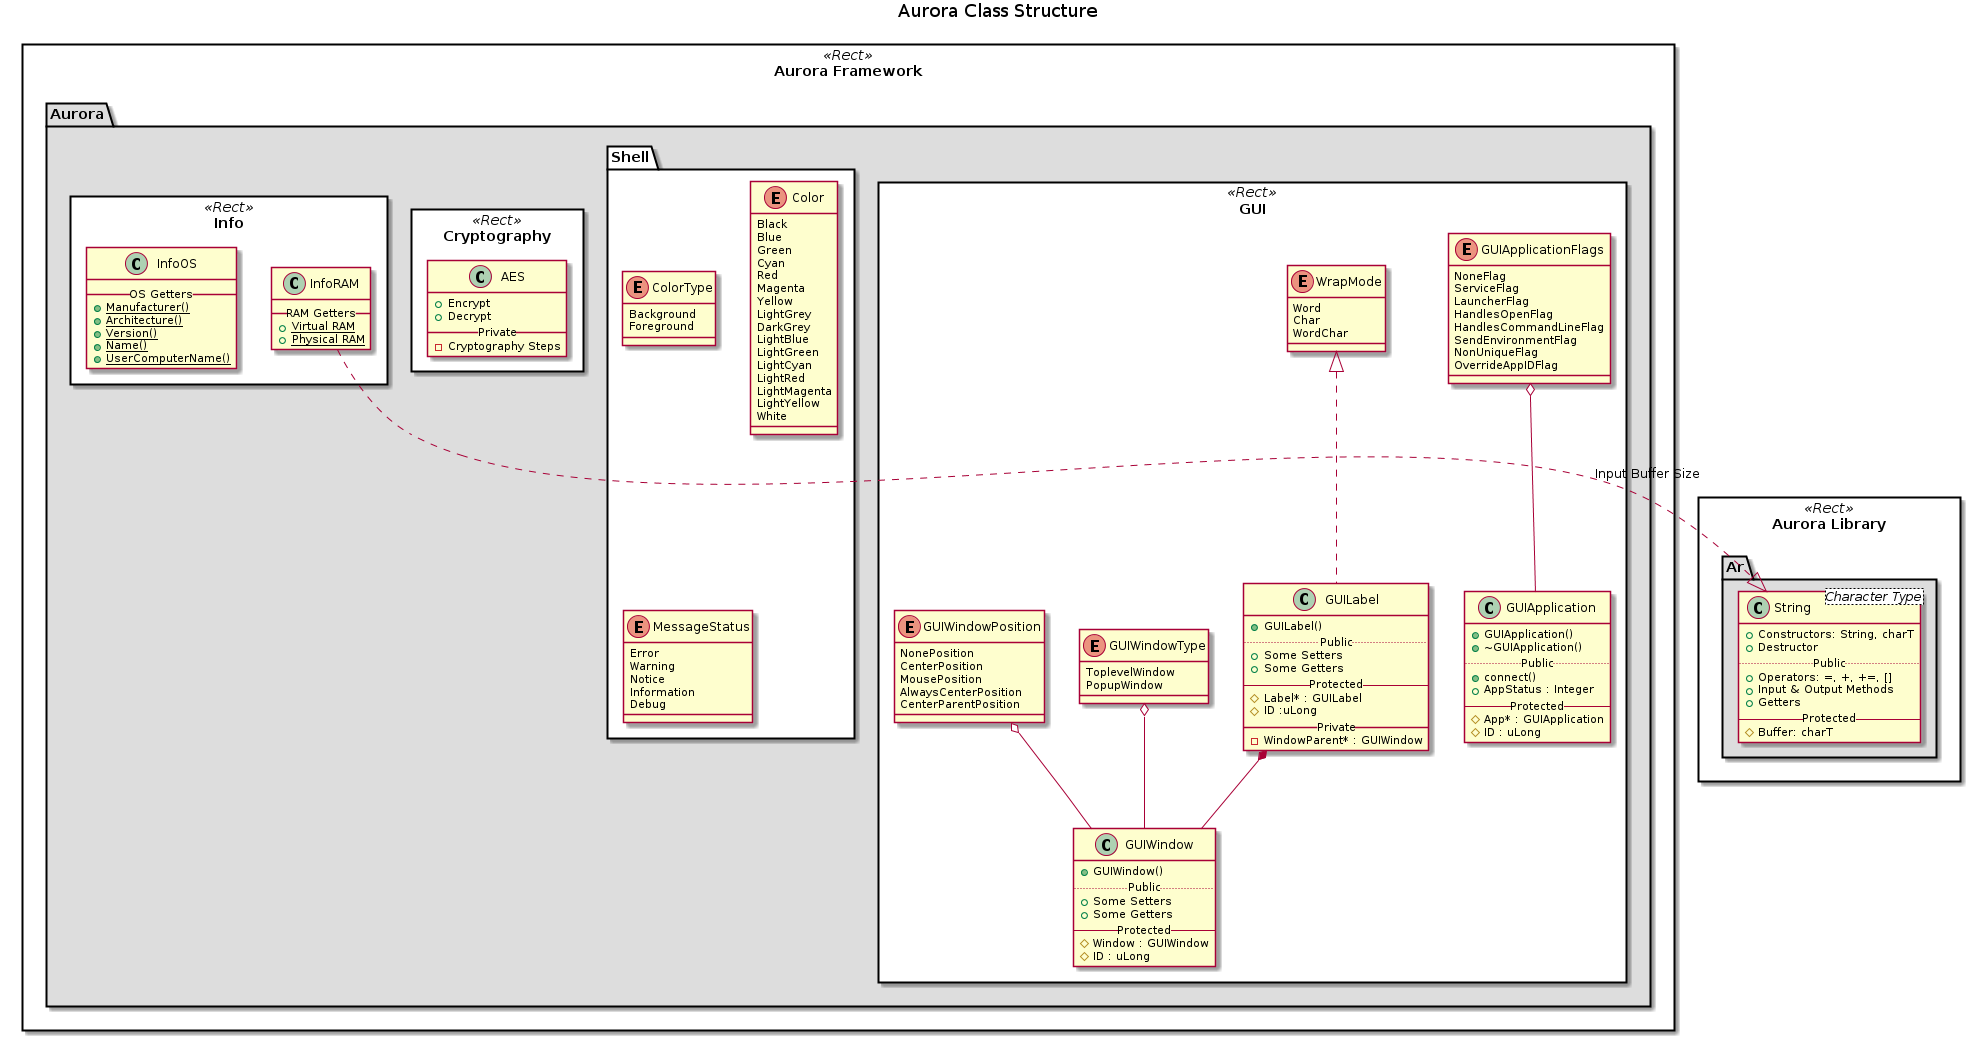 Aurora Class Structure
«Rect»
Aurora Framework
Aurora
«Rect»
Info
C InfoOS
OS Getters
Manufacturer()
Architecture()
Version()
Name()
UserComputerName()
C InfoRAM
RAM Getters
Virtual RAM
Physical RAM
«Rect»
Cryptography
C AES
Encrypt
Decrypt
Private
Cryptography Steps
Shell
E ColorType
Background
Foreground
E Color
Black
Blue
Green
Cyan
Red
Magenta
Yellow
LightGrey
DarkGrey
LightBlue
LightGreen
LightCyan
LightRed
LightMagenta
LightYellow
White
E MessageStatus
Error
Warning
Notice
Information
Debug
«Rect»
GUI
E WrapMode
Word
Char
WordChar
E GUIApplicationFlags
NoneFlag
ServiceFlag
LauncherFlag
HandlesOpenFlag
HandlesCommandLineFlag
SendEnvironmentFlag
NonUniqueFlag
OverrideAppIDFlag
Input Buffer Size
E GUIWindowPosition
NonePosition
CenterPosition
MousePosition
AlwaysCenterPosition
CenterParentPosition
E GUIWindowType
ToplevelWindow
PopupWindow
C GUILabel
GUILabel()
Public
Some Setters
Some Getters
Protected
Label* : GUILabel
ID :uLong
Private
WindowParent* : GUIWindow
C GUIApplication
GUIApplication()
~GUIApplication()
Public
connect()
AppStatus : Integer
Protected
App* : GUIApplication
ID : uLong
C GUIWindow
GUIWindow()
Public
Some Setters
Some Getters
Protected
Window : GUIWindow
ID : uLong
«Rect»
Aurora Library
Ar
C String
Character Type
Constructors: String, charT
Destructor
Public
Operators: =, +, +=, []
Input & Output Methods
Getters
Protected
Buffer: charT